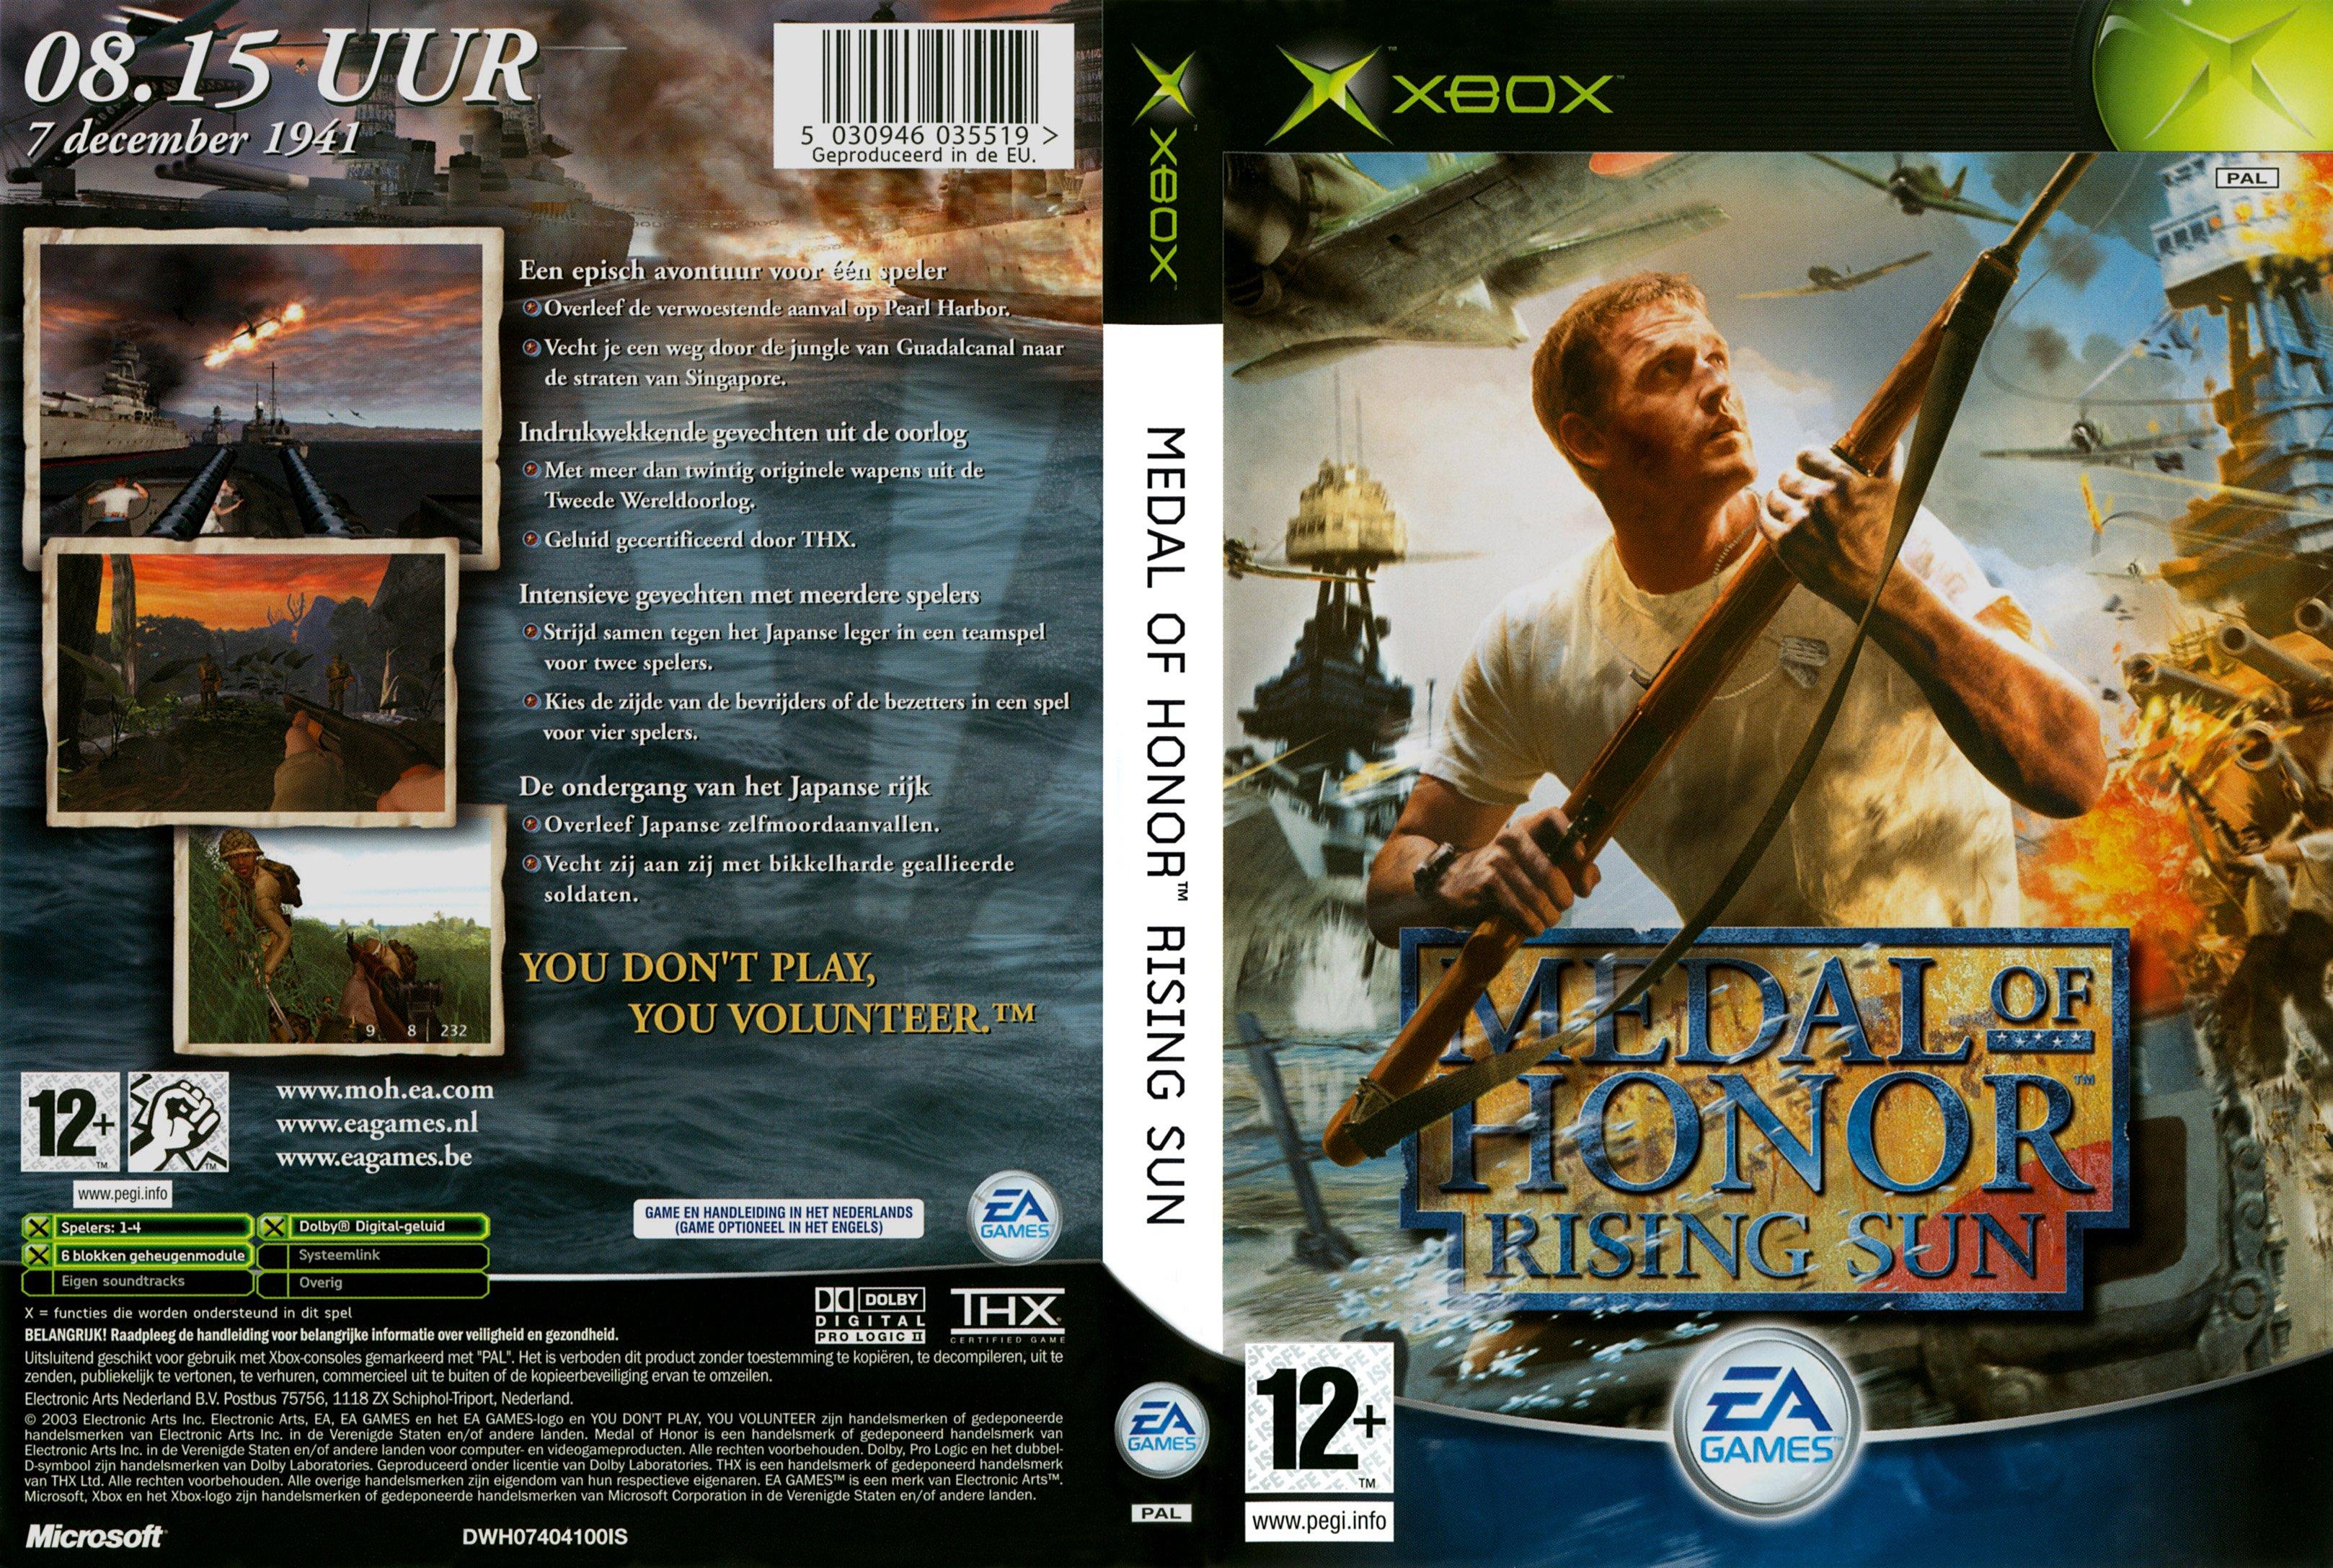 08.15 UUR
7 december 1941
5 030946 035519 >
Geproduceerd in de EU.
Een episch avontuur voor één speler
Overleef de verwoestende aanval op Pearl Harbor.
Vecht je een weg door de jungle van Guadalcanal naar
de straten van Singapore.
Indrukwekkende gevechten uit de oorlog
Met meer dan twintig originele wapens uit de
Tweede Wereldoorlog.
Geluid gecertificeerd door THX.
Intensieve gevechten met meerdere spelers
Strijd samen tegen het Japanse leger in een teamspel
voor twee spelers.
Kies de zijde van de bevrijders of de bezetters in een spel
voor vier spelers.
De ondergang van het Japanse rijk
Overleef Japanse zelfmoordaanvallen.
Vecht zij aan zij met bikkelharde geallieerde
soldaten.
YOU DON'T PLAY,
YOU VOLUNTEER.™
9 8 | 232
12+
™
™
www.pegi.info
www.moh.ea.com
www.eagames.nl
www.eagames.be
GAME EN HANDLEIDING IN HET NEDERLANDS
(GAME OPTIONEEL IN HET ENGELS)
EA
GAMES
X Spelers: 1-4
X Dolby® Digital-geluid
X 6 blokken geheugenmodule
Systeemlink
Eigen soundtracks
Overig
X = functies die worden ondersteund in dit spel
BELANGRIJK! Raadpleeg de handleiding voor belangrijke informatie over veiligheid en gezondheid.
DOLBY
DIGITAL
PRO LOGIC II
THX
CERTIFIED GAME
Uitsluitend geschikt voor gebruik met Xbox-consoles gemarkeerd met "PAL". Het is verboden dit product zonder toestemming te kopiëren, te decompileren, uit te
zenden, publiekelijk te vertonen, te verhuren, commercieel uit te buiten of de kopieerbeveiliging ervan te omzeilen.
Electronic Arts Nederland B.V. Postbus 75756, 1118 ZX Schiphol-Triport, Nederland.
© 2003 Electronic Arts Inc. Electronic Arts, EA, EA GAMES en het EA GAMES-logo en YOU DON'T PLAY, YOU VOLUNTEER zijn handelsmerken of gedeponeerde
handelsmerken van Electronic Arts Inc. in de Verenigde Staten en/of andere landen. Medal of Honor is een handelsmerk of gedeponeerd handelsmerk van
Electronic Arts Inc. in de Verenigde Staten en/of andere landen voor computer- en videogameproducten. Alle rechten voorbehouden. Dolby, Pro Logic en het dubbel-
D-symbool zijn handelsmerken van Dolby Laboratories. Geproduceerd onder licentie van Dolby Laboratories. THX is een handelsmerk of gedeponeerd handelsmerk
van THX Ltd. Alle rechten voorbehouden. Alle overige handelsmerken zijn eigendom van hun respectieve eigenaren. EA GAMES™ is een merk van Electronic Arts™.
Microsoft, Xbox en het Xbox-logo zijn handelsmerken of gedeponeerde handelsmerken van Microsoft Corporation in de Verenigde Staten en/of andere landen.
Microsoft
DWH07404100IS
XBOX
MEDAL OF HONOR™ RISING SUN
EA
GAMES
PAL
XBOX™
PAL
MEDAL OF
HONOR™
RISING SUN
12+
™
www.pegi.info
EA
GAMES™